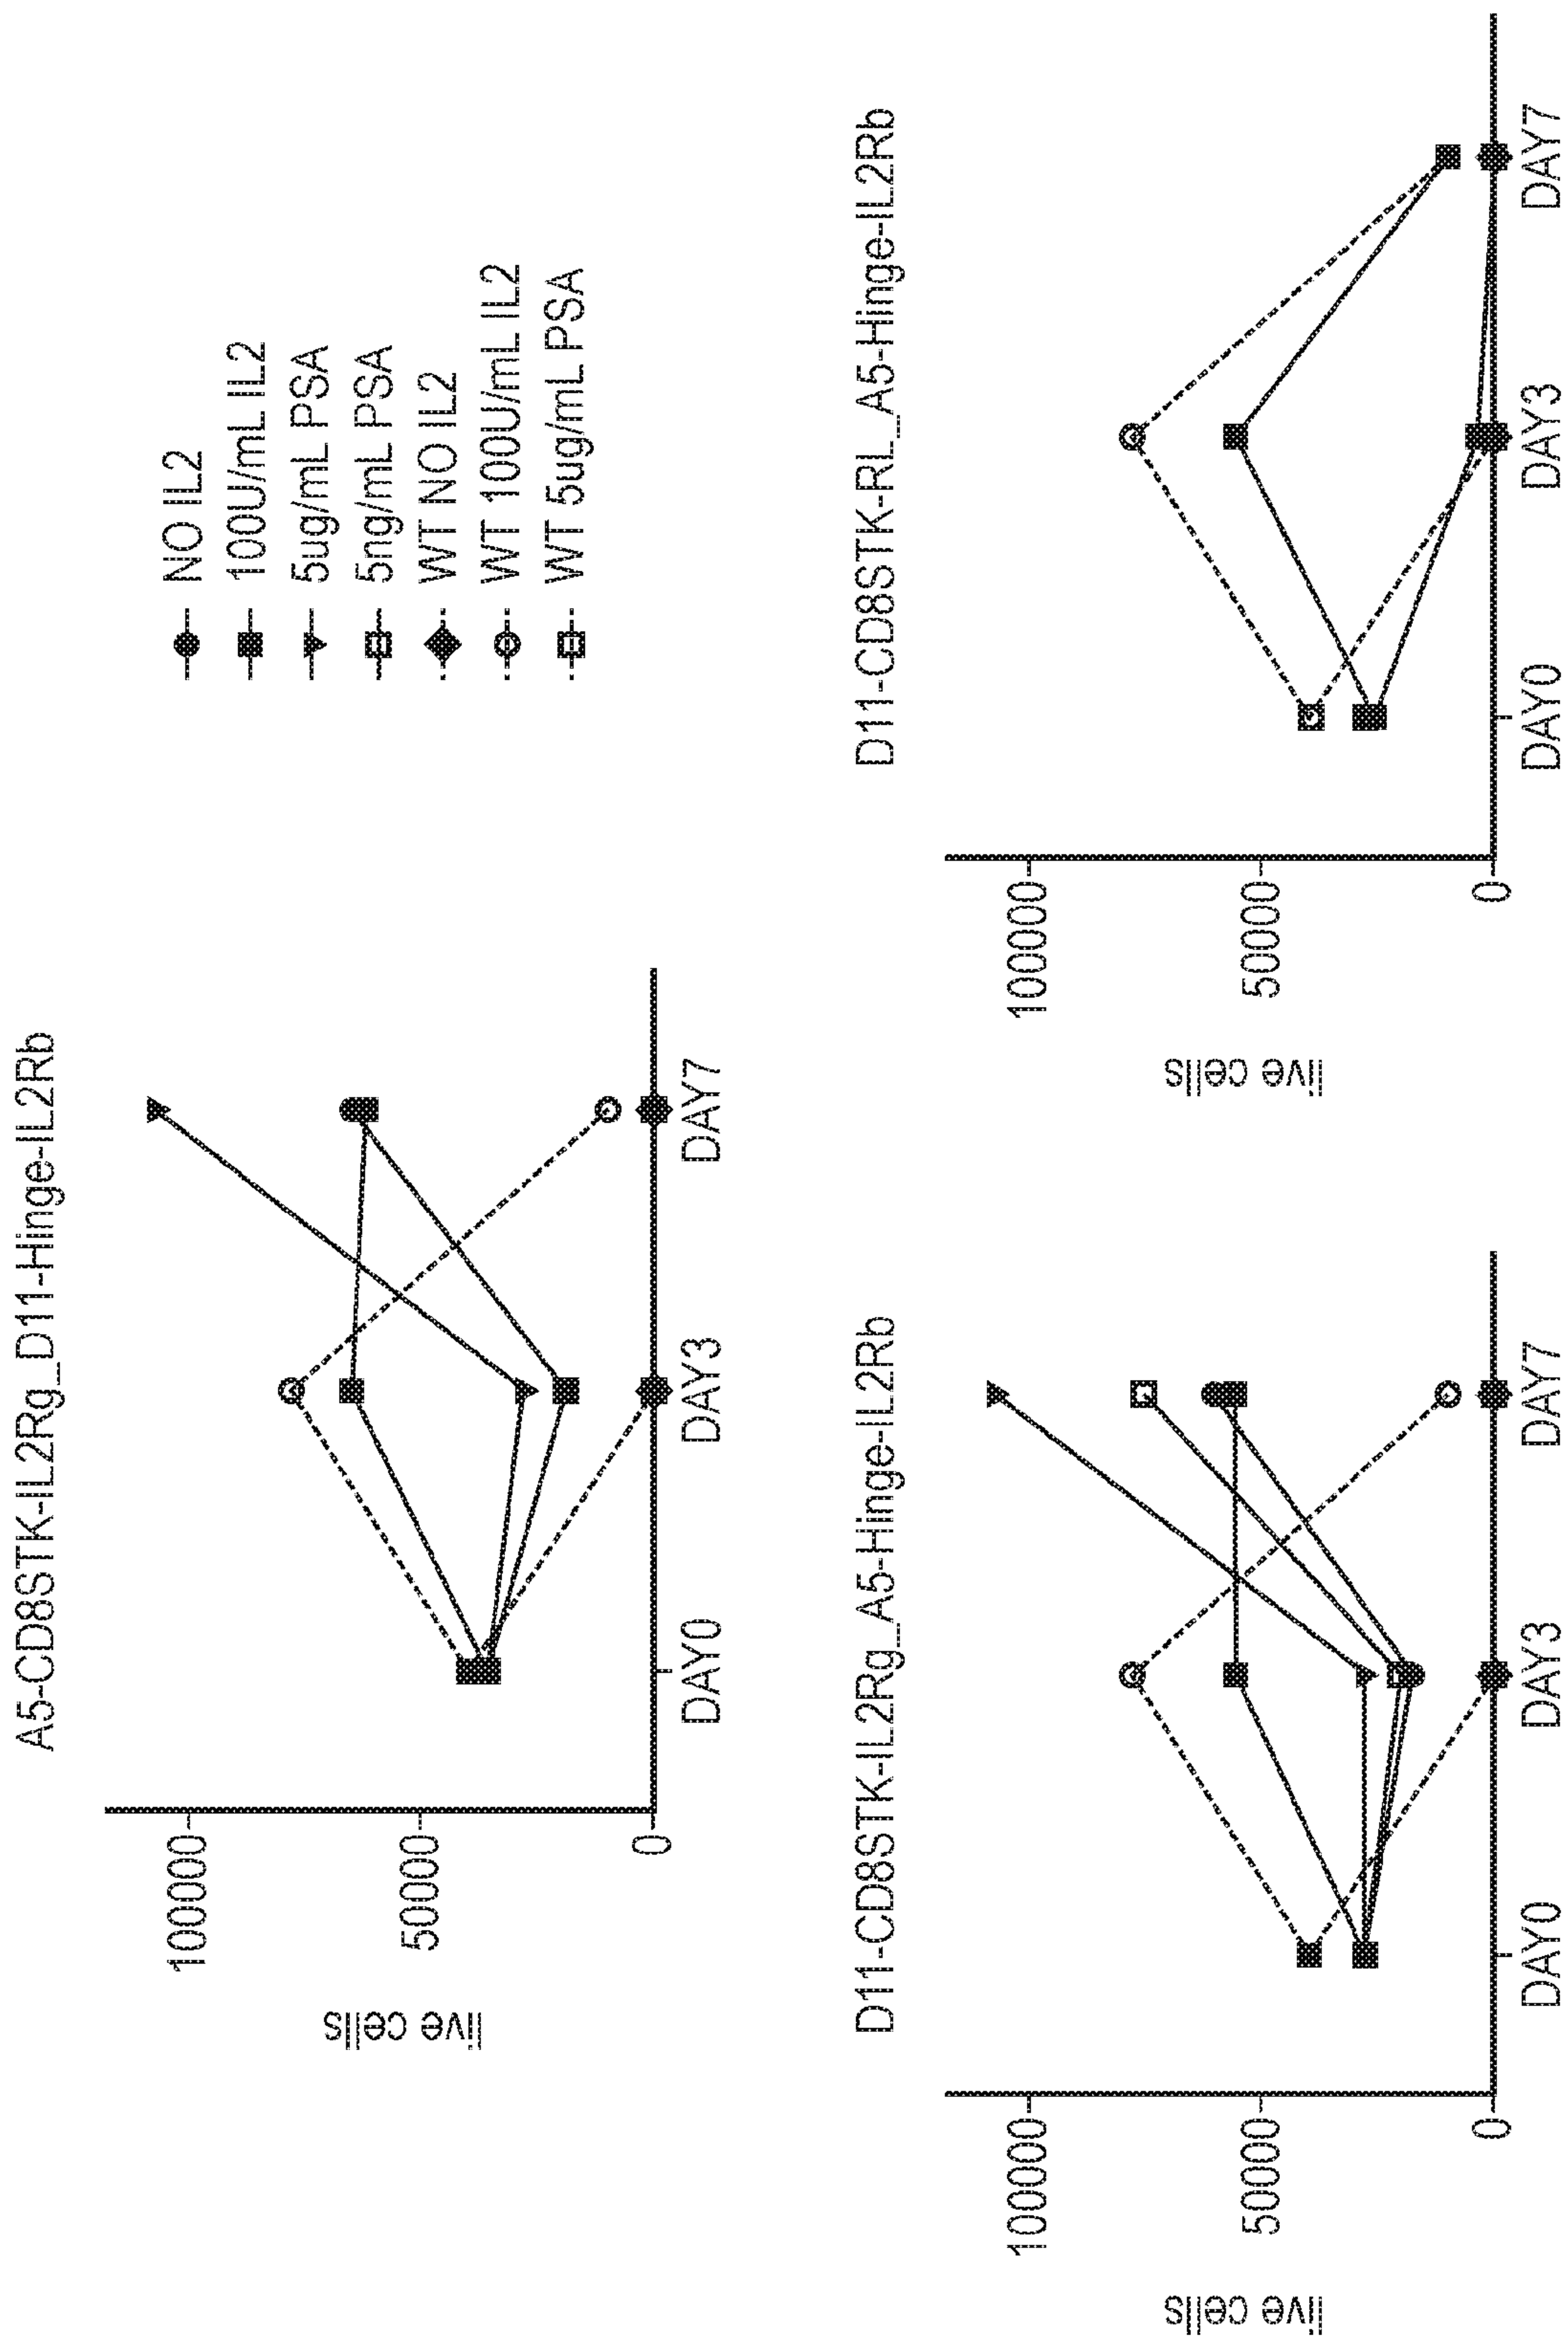 A5-CD8STK-IL2Rg_D11-Hinge-IL2Rb
live cells
100000
50000
0
DAY0
DAY3
DAY7
NO IL2
100U/mL IL2
5ug/mL PSA
5ng/mL PSA
WT NO IL2
WT 100U/mL IL2
WT 5ug/mL PSA
D11-CD8STK-IL2Rg_A5-Hinge-IL2Rb
live cells
100000
50000
0
DAY0
DAY3
DAY7
D11-CD8STK-RL_A5-Hinge-IL2Rb
live cells
100000
50000
0
DAY0
DAY3
DAY7